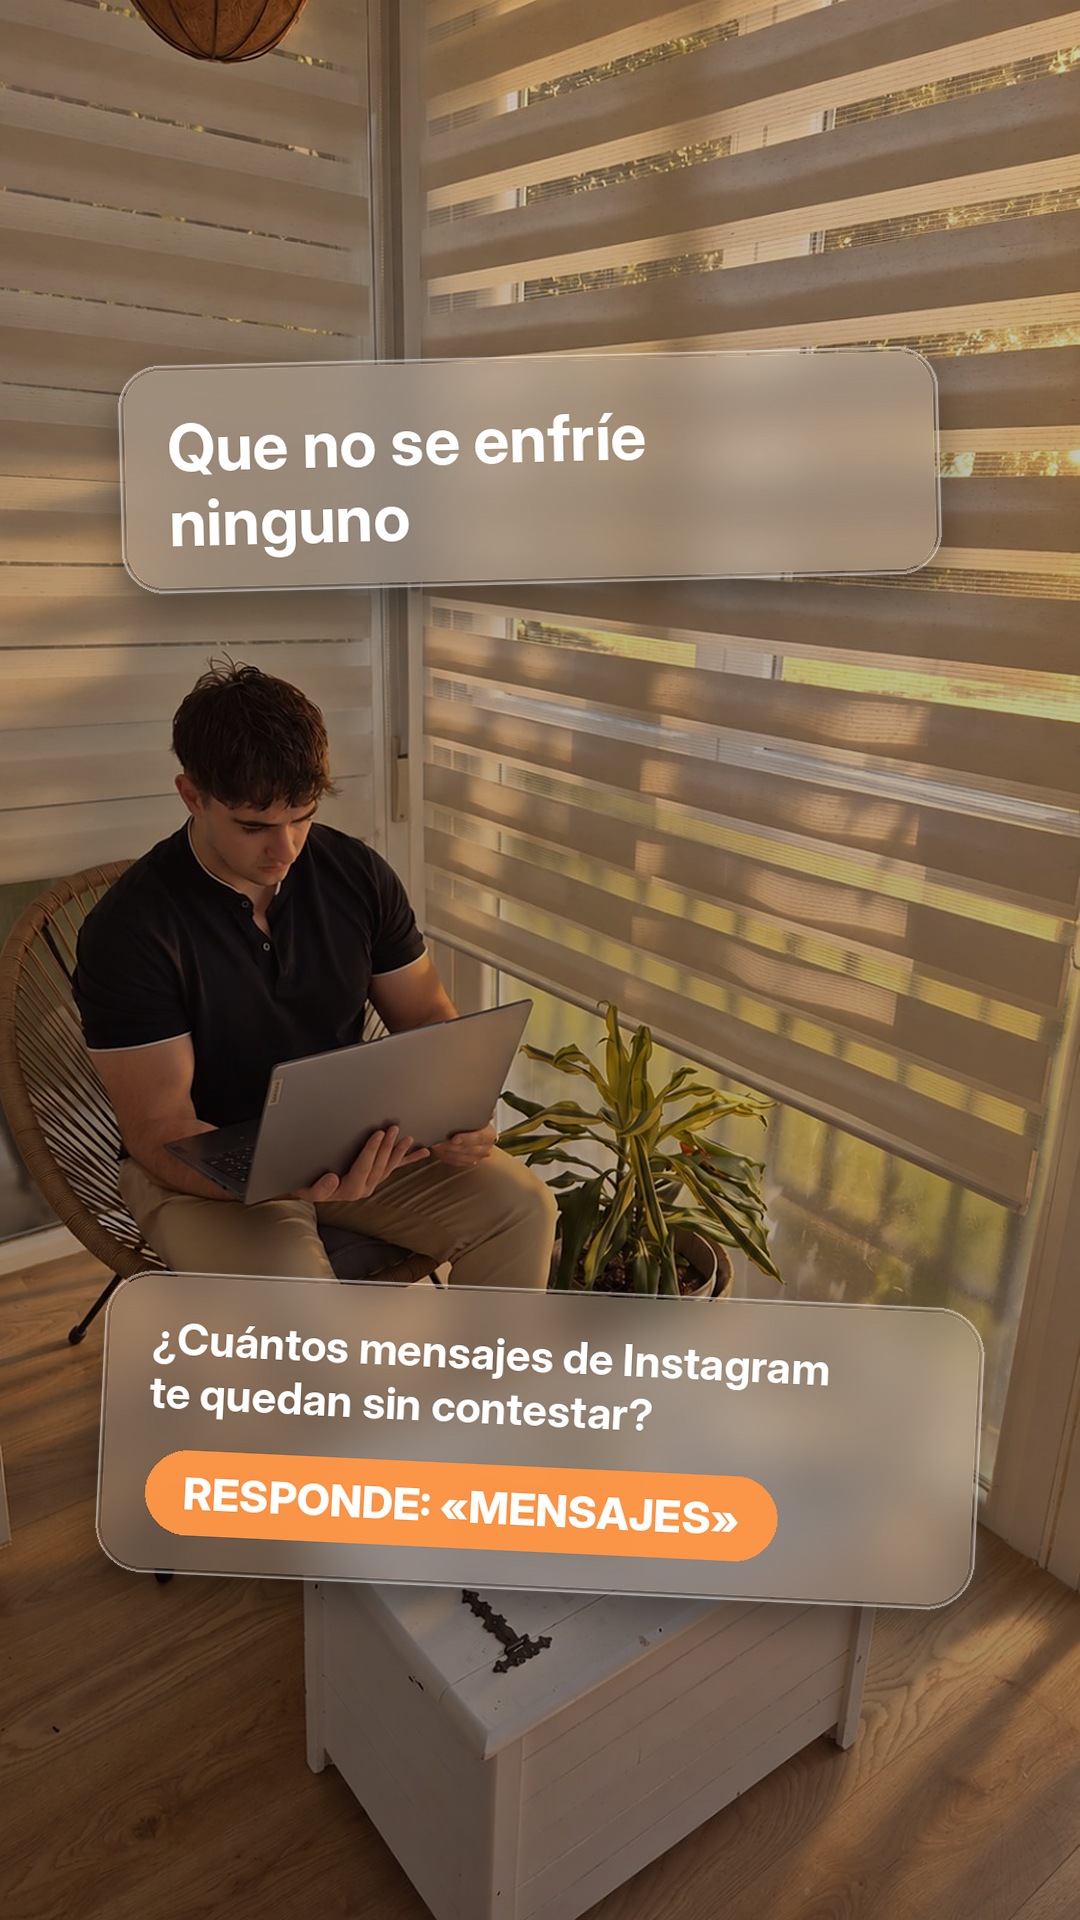 Que no se enfríe
ninguno
¿Cuántos mensajes de Instagram
te quedan sin contestar?
RESPONDE: «MENSAJES»